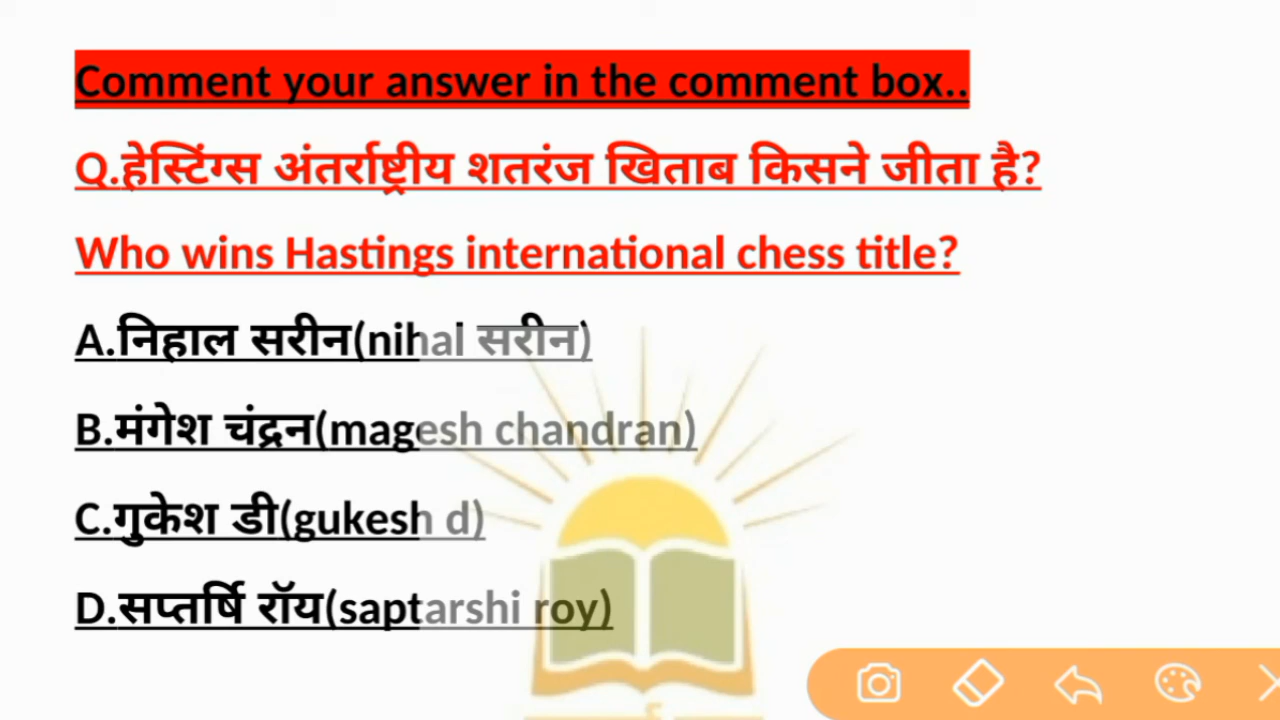 Comment your answer in the comment box..
Q.हेस्टिंग्स अंतर्राष्ट्रीय शतरंज खिताब किसने जीता है?
Who wins Hastings international chess title?
A.निहाल सरीन(nihal सरीन)
B.मंगेश चंद्रन(magesh chandran)
C.गुकेश डी(gukesh d)
D.सप्तर्षि रॉय(saptarshi roy)